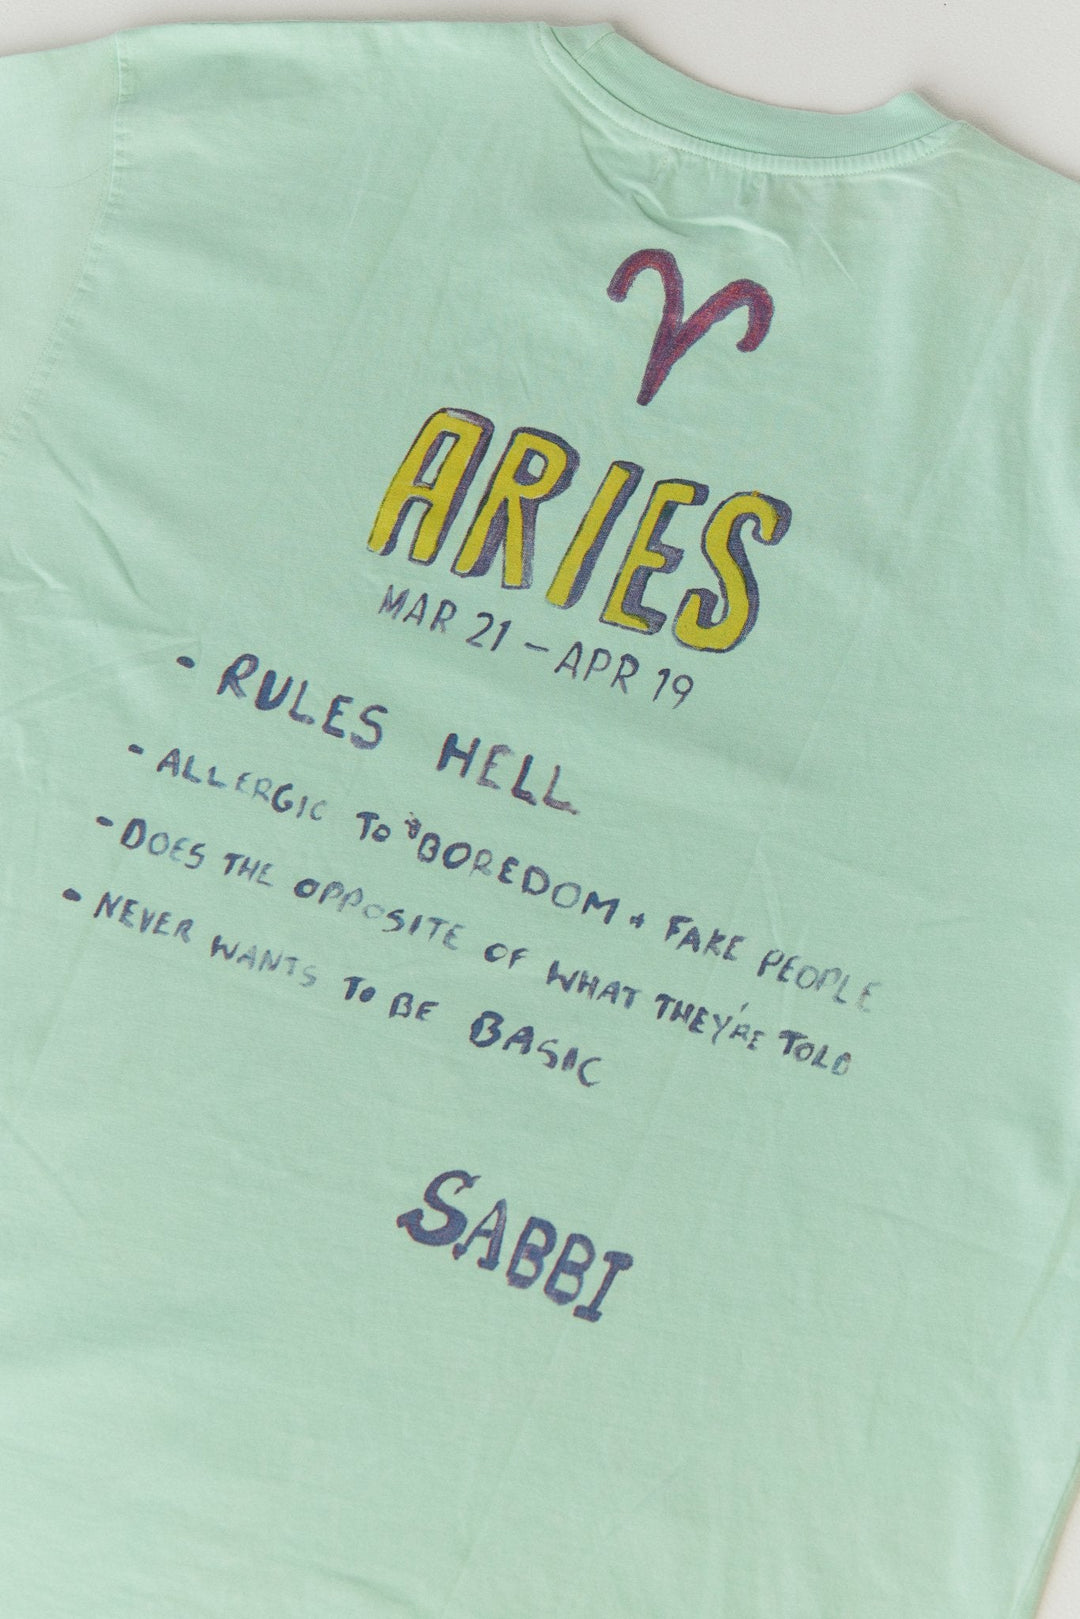 ♈
ARIES
MAR 21 - APR 19
- RULES HELL
- ALLERGIC TO BOREDOM + FAKE PEOPLE
- DOES THE OPPOSITE OF WHAT THEY'RE TOLD
- NEVER WANTS TO BE BASIC
SABBI